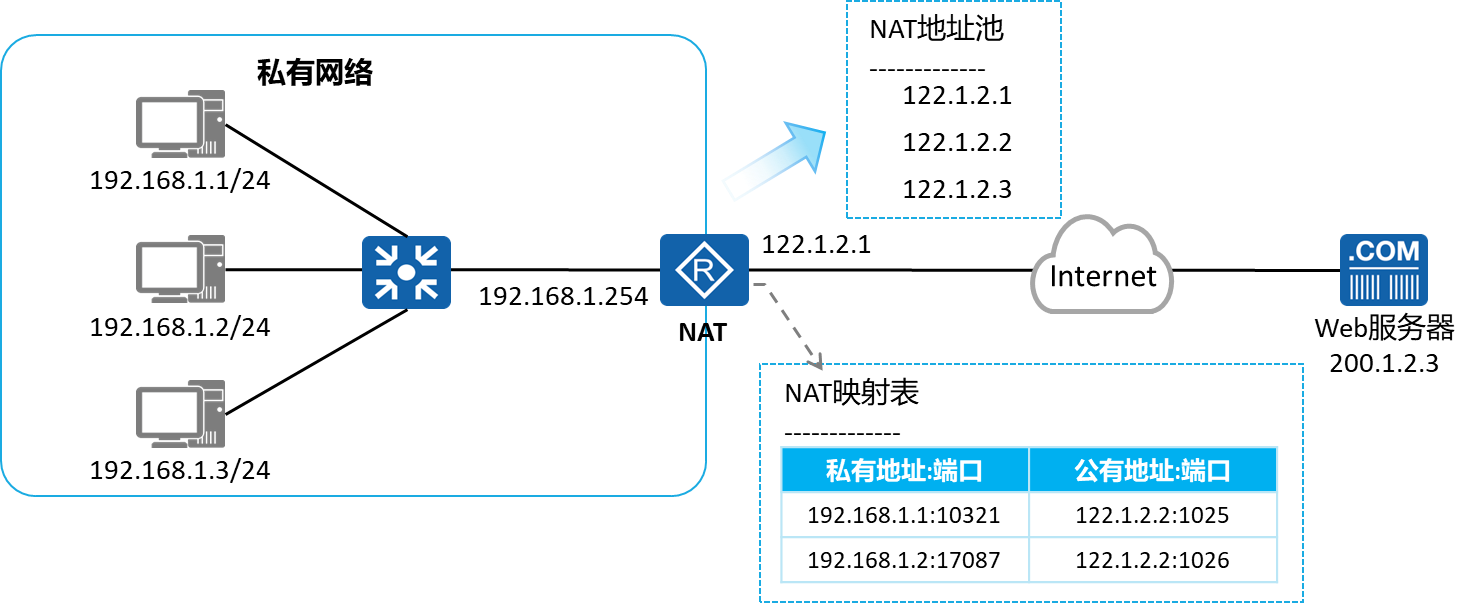 私有网络
192.168.1.1/24
192.168.1.2/24
192.168.1.3/24
192.168.1.254
R
NAT
122.1.2.1
NAT地址池
-------------
122.1.2.1
122.1.2.2
122.1.2.3
Internet
.COM
Web服务器
200.1.2.3
NAT映射表
-------------
私有地址:端口 公有地址:端口
192.168.1.1:10321 122.1.2.2:1025
192.168.1.2:17087 122.1.2.2:1026